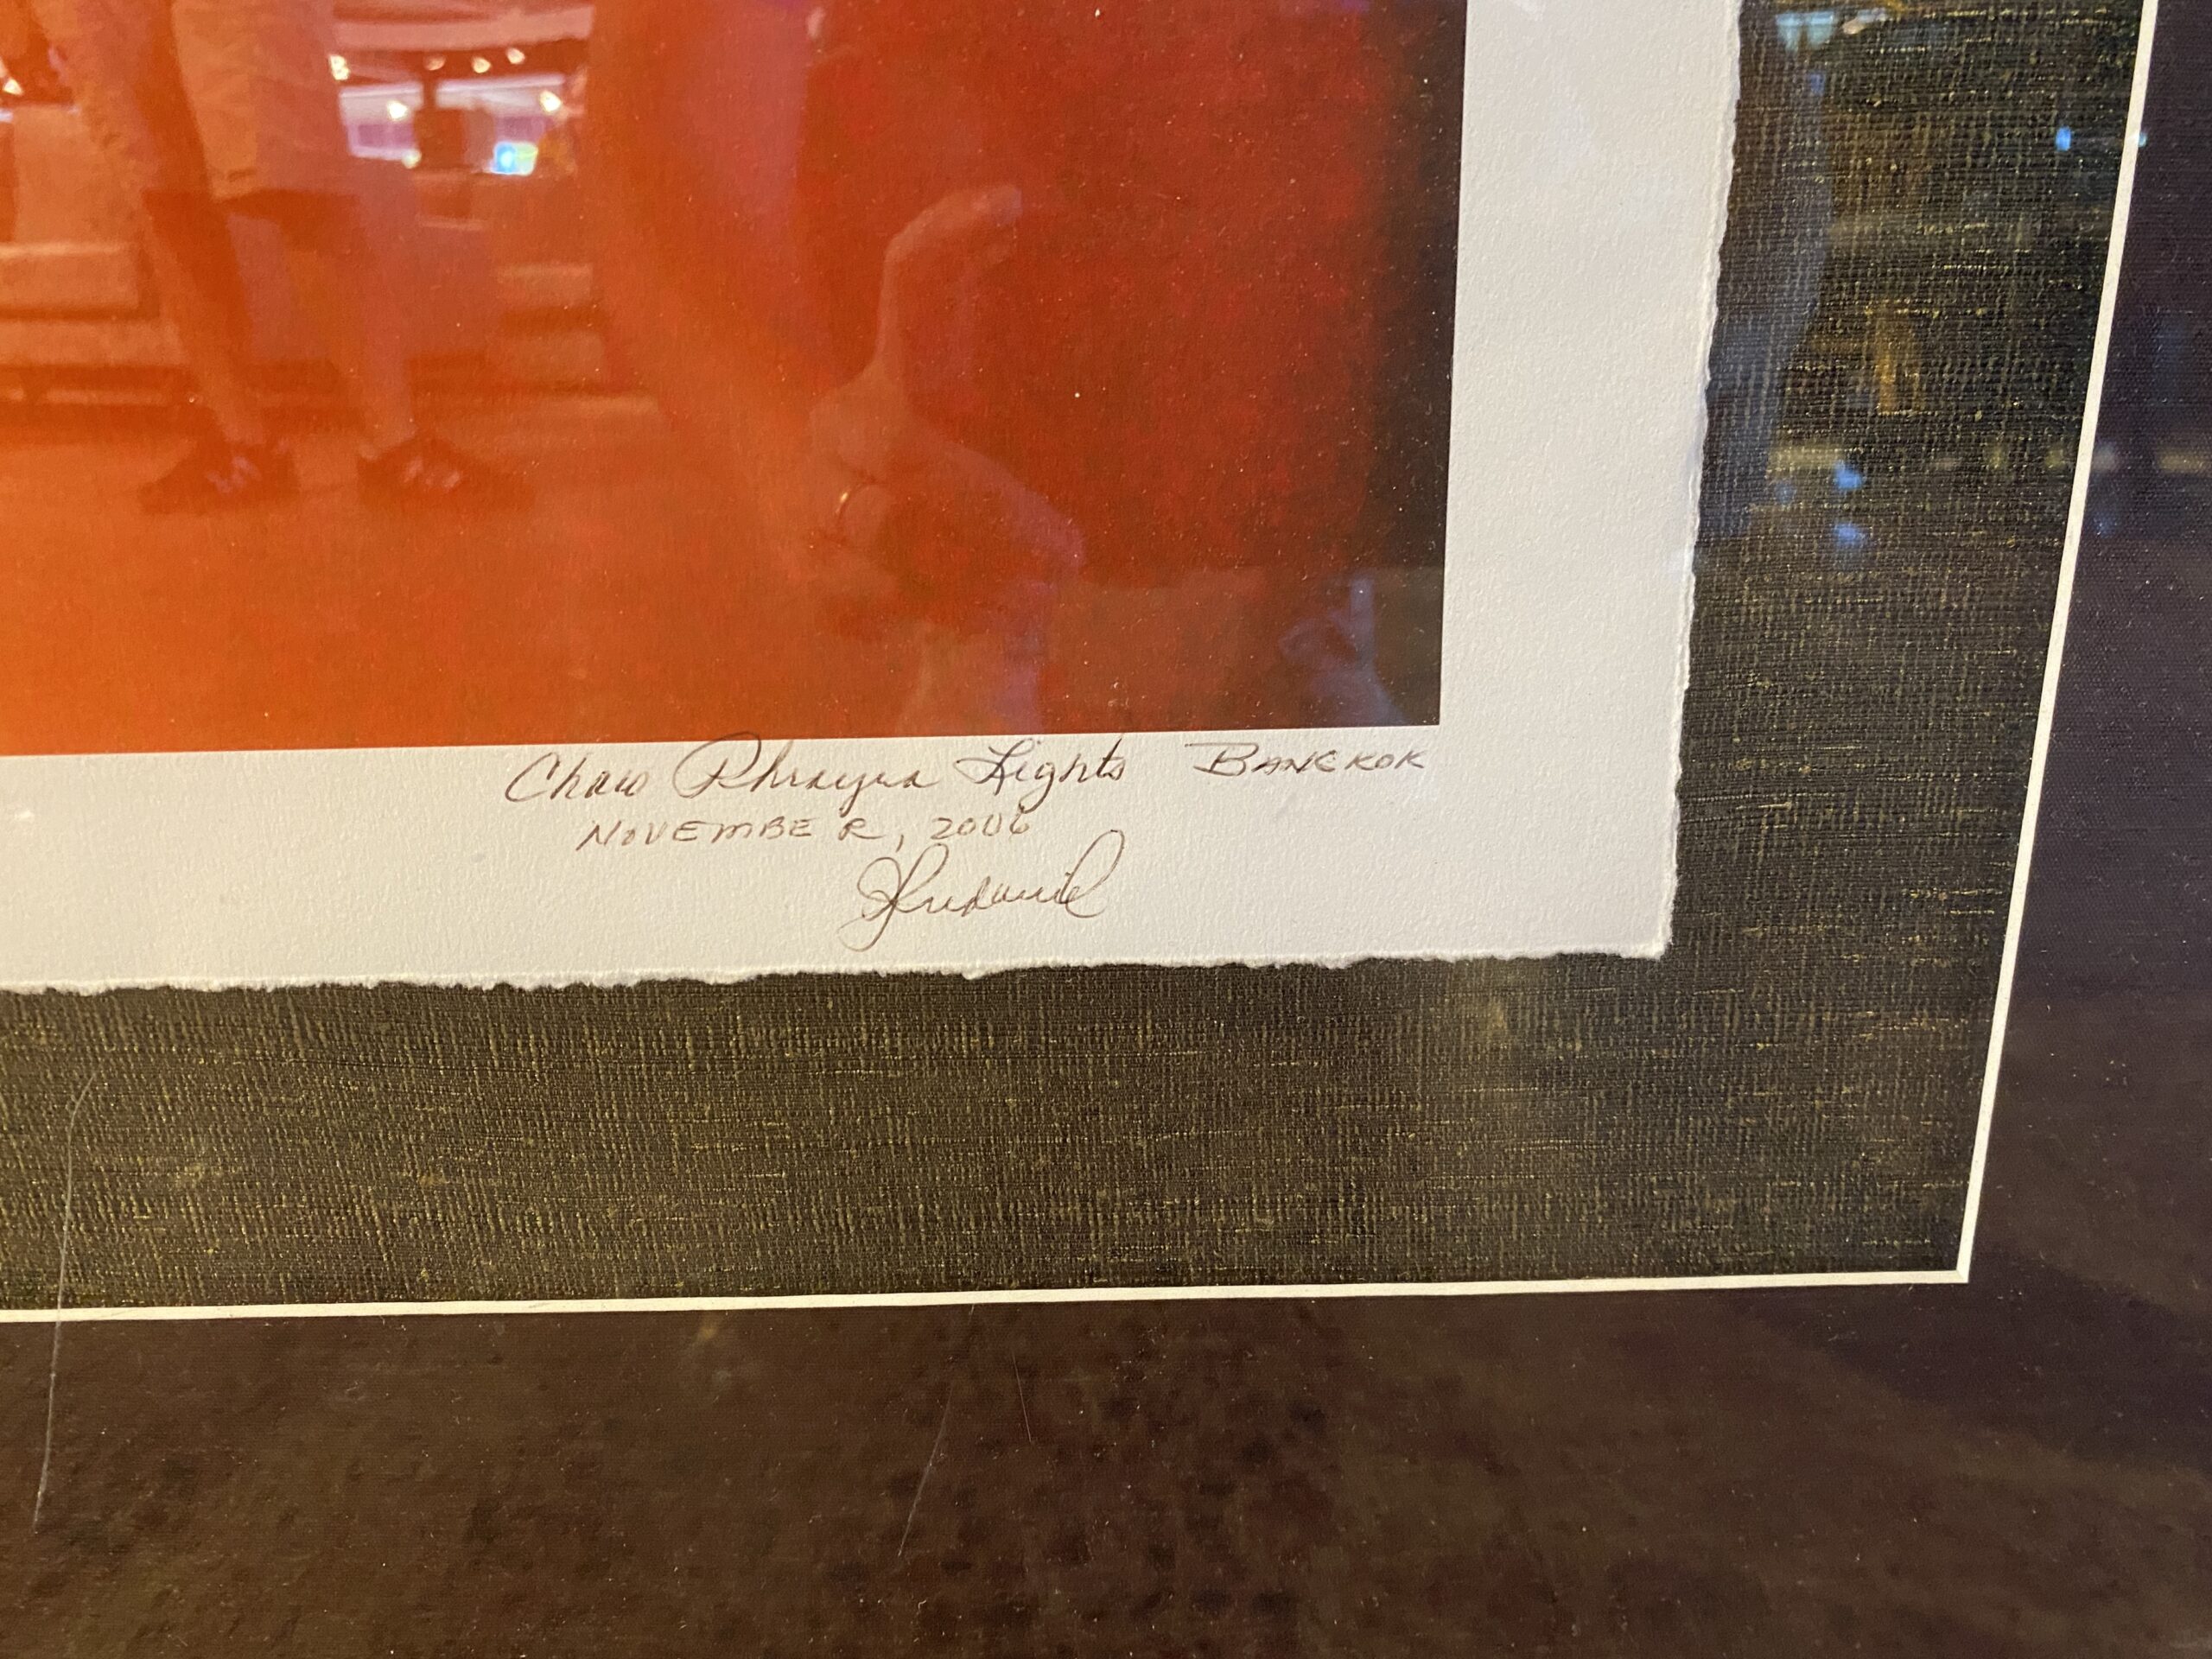 Chao Phraya Lights BANGKOK
NOVEMBER, 2006